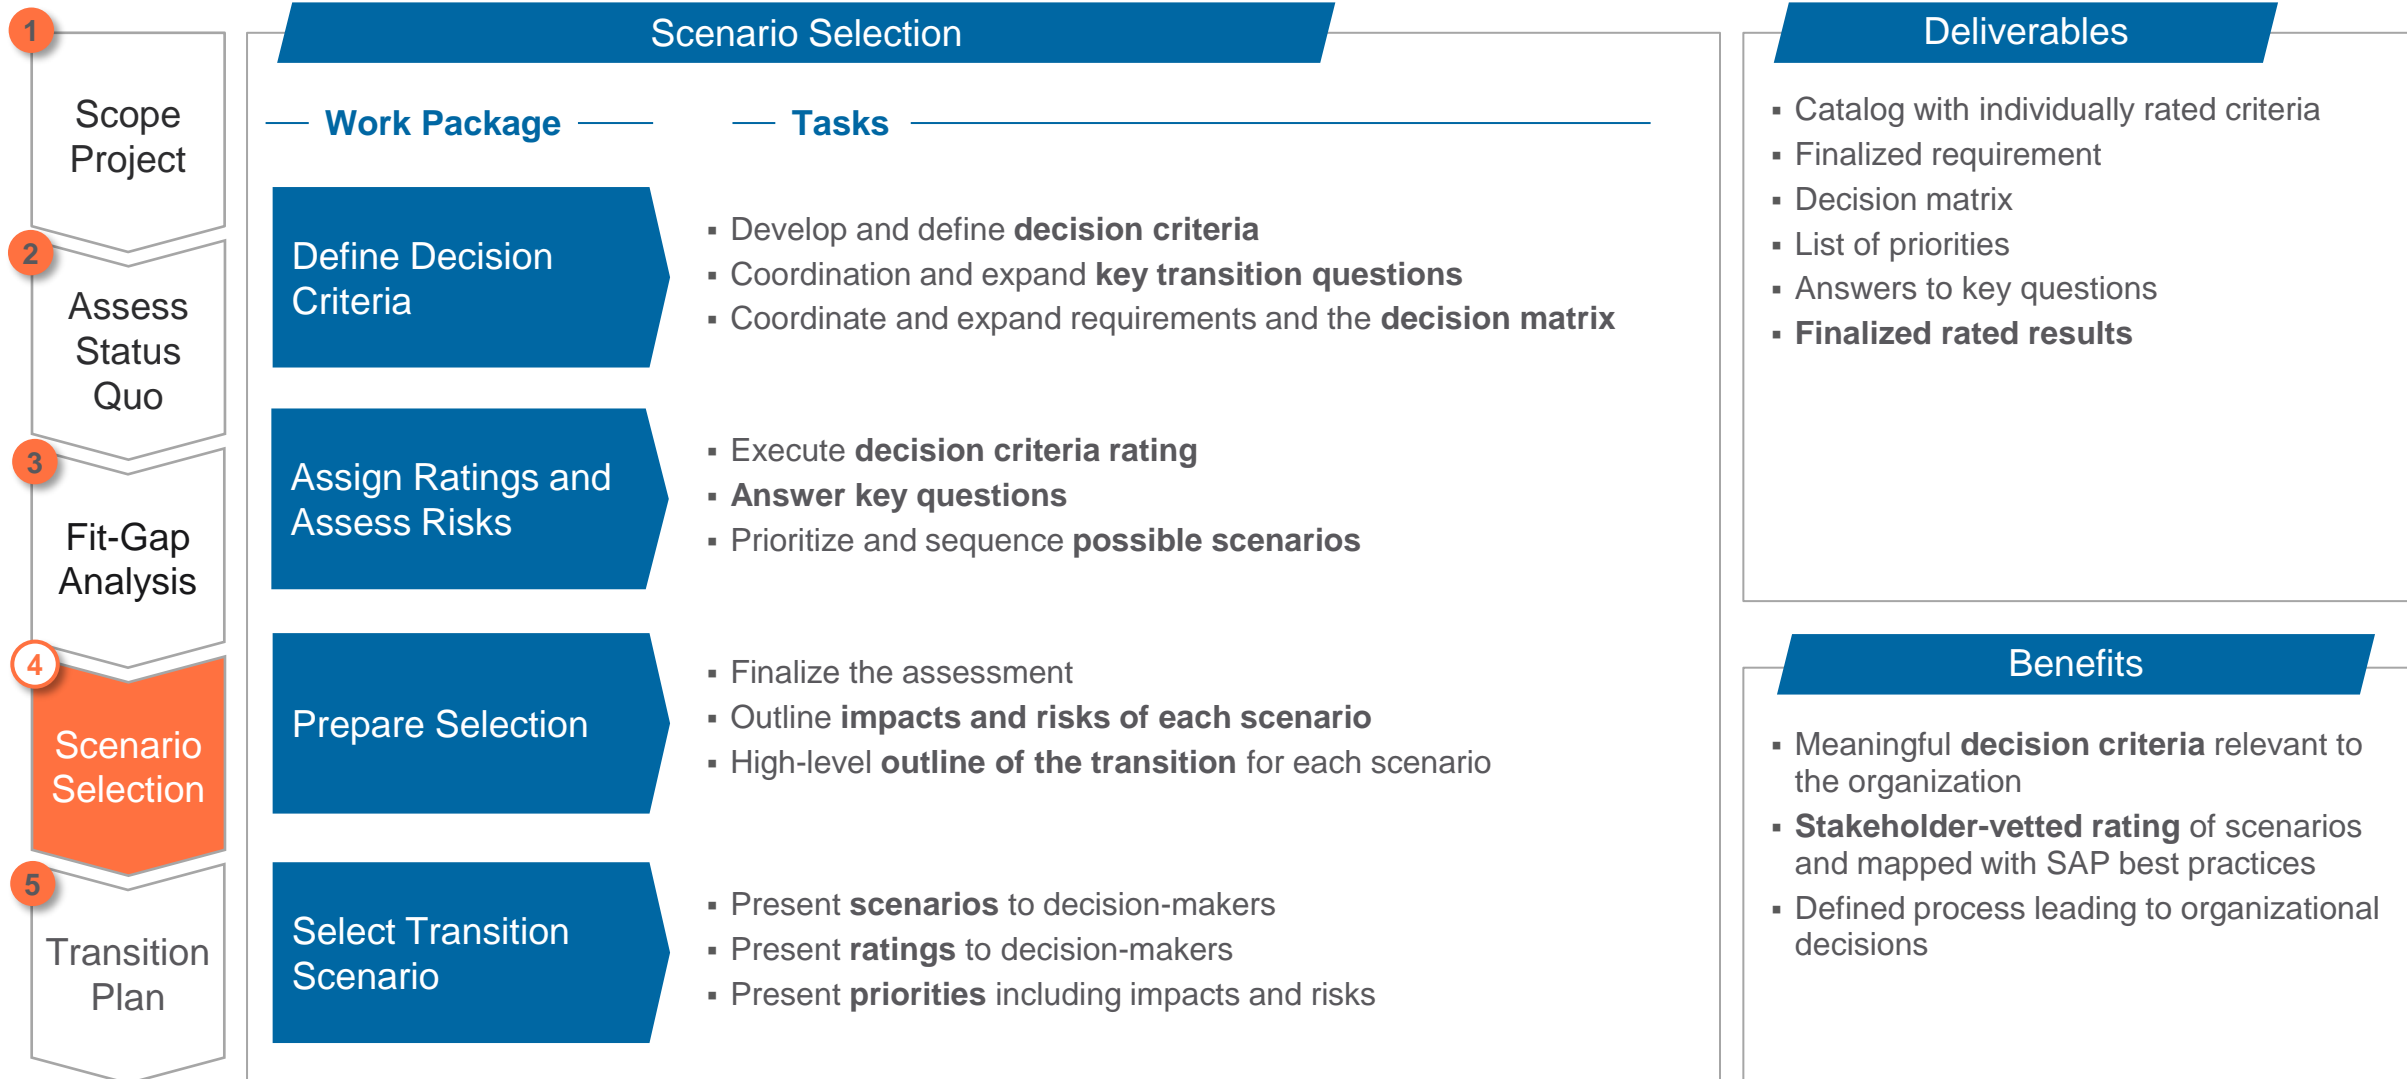 1
Scope
Project
2
Assess
Status
Quo
3
Fit-Gap
Analysis
4
Scenario
Selection
5
Transition
Plan
Scenario Selection
Work Package
Tasks
Define Decision
Criteria
▪ Develop and define decision criteria
▪ Coordination and expand key transition questions
▪ Coordinate and expand requirements and the decision matrix
Assign Ratings and
Assess Risks
▪ Execute decision criteria rating
▪ Answer key questions
▪ Prioritize and sequence possible scenarios
Prepare Selection
▪ Finalize the assessment
▪ Outline impacts and risks of each scenario
▪ High-level outline of the transition for each scenario
Select Transition
Scenario
▪ Present scenarios to decision-makers
▪ Present ratings to decision-makers
▪ Present priorities including impacts and risks
Deliverables
▪ Catalog with individually rated criteria
▪ Finalized requirement
▪ Decision matrix
▪ List of priorities
▪ Answers to key questions
▪ Finalized rated results
Benefits
▪ Meaningful decision criteria relevant to
the organization
▪ Stakeholder-vetted rating of scenarios
and mapped with SAP best practices
▪ Defined process leading to organizational
decisions